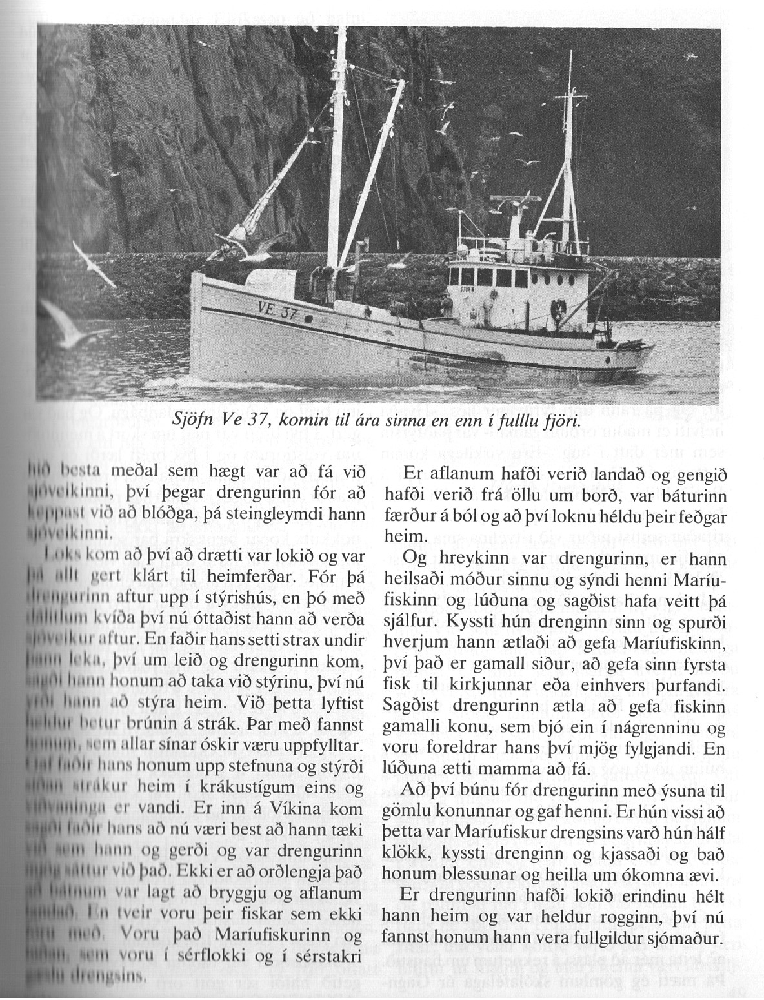 SJÖFN
VE 37
Sjöfn Ve 37, komin til ára sinna en enn í fulllu fjöri.
hið besta meðal sem hægt var að fá við
sjóveikinni, því þegar drengurinn fór að
keppast við að blóðga, þá steingleymdi hann
sjóveikinni.
Loks kom að því að drætti var lokið og var
þá allt gert klárt til heimferðar. Fór þá
drengurinn aftur upp í stýrishús, en þó með
dálitlum kvíða því nú óttaðist hann að verða
sjóveikur aftur. En faðir hans setti strax undir
þann leka, því um leið og drengurinn kom,
sagði hann honum að taka við stýrinu, því nú
yrði hann að stýra heim. Við þetta lyftist
heldur betur brúnin á strák. Þar með fannst
honum, sem allar sínar óskir væru uppfylltar.
Gaf faðir hans honum upp stefnuna og stýrði
síðan strákur heim í krákustígum eins og
viðvaninga er vandi. Er inn á Víkina kom
sagði faðir hans að nú væri best að hann tæki
við sem hann og gerði og var drengurinn
mjög sáttur við það. Ekki er að orðlengja það
að bátnum var lagt að bryggju og aflanum
landað. En tveir voru þeir fiskar sem ekki
fóru með. Voru það Maríufiskurinn og
lúðan, sem voru í sérflokki og í sérstakri
gæslu drengsins.
Er aflanum hafði verið landað og gengið
hafði verið frá öllu um borð, var báturinn
færður á ból og að því loknu héldu þeir feðgar
heim.
Og hreykinn var drengurinn, er hann
heilsaði móður sinnu og sýndi henni Maríu-
fiskinn og lúðuna og sagðist hafa veitt þá
sjálfur. Kyssti hún drenginn sinn og spurði
hverjum hann ætlaði að gefa Maríufiskinn,
því það er gamall siður, að gefa sinn fyrsta
fisk til kirkjunnar eða einhvers þurfandi.
Sagðist drengurinn ætla að gefa fiskinn
gamalli konu, sem bjó ein í nágrenninu og
voru foreldrar hans því mjög fylgjandi. En
lúðuna ætti mamma að fá.
Að því búnu fór drengurinn með ýsuna til
gömlu konunnar og gaf henni. Er hún vissi að
þetta var Maríufiskur drengsins varð hún hálf
klökk, kyssti drenginn og kjassaði og bað
honum blessunar og heilla um ókomna ævi.
Er drengurinn hafði lokið erindinu hélt
hann heim og var heldur rogginn, því nú
fannst honum hann vera fullgildur sjómaður.